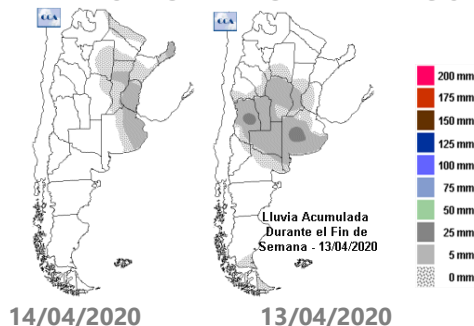 CCA
CCA
200 mm
175 mm
150 mm
125 mm
100 mm
75 mm
50 mm
25 mm
5 mm
0 mm
Lluvia Acumulada
Durante el Fin de
Semana - 13/04/2020
14/04/2020
13/04/2020